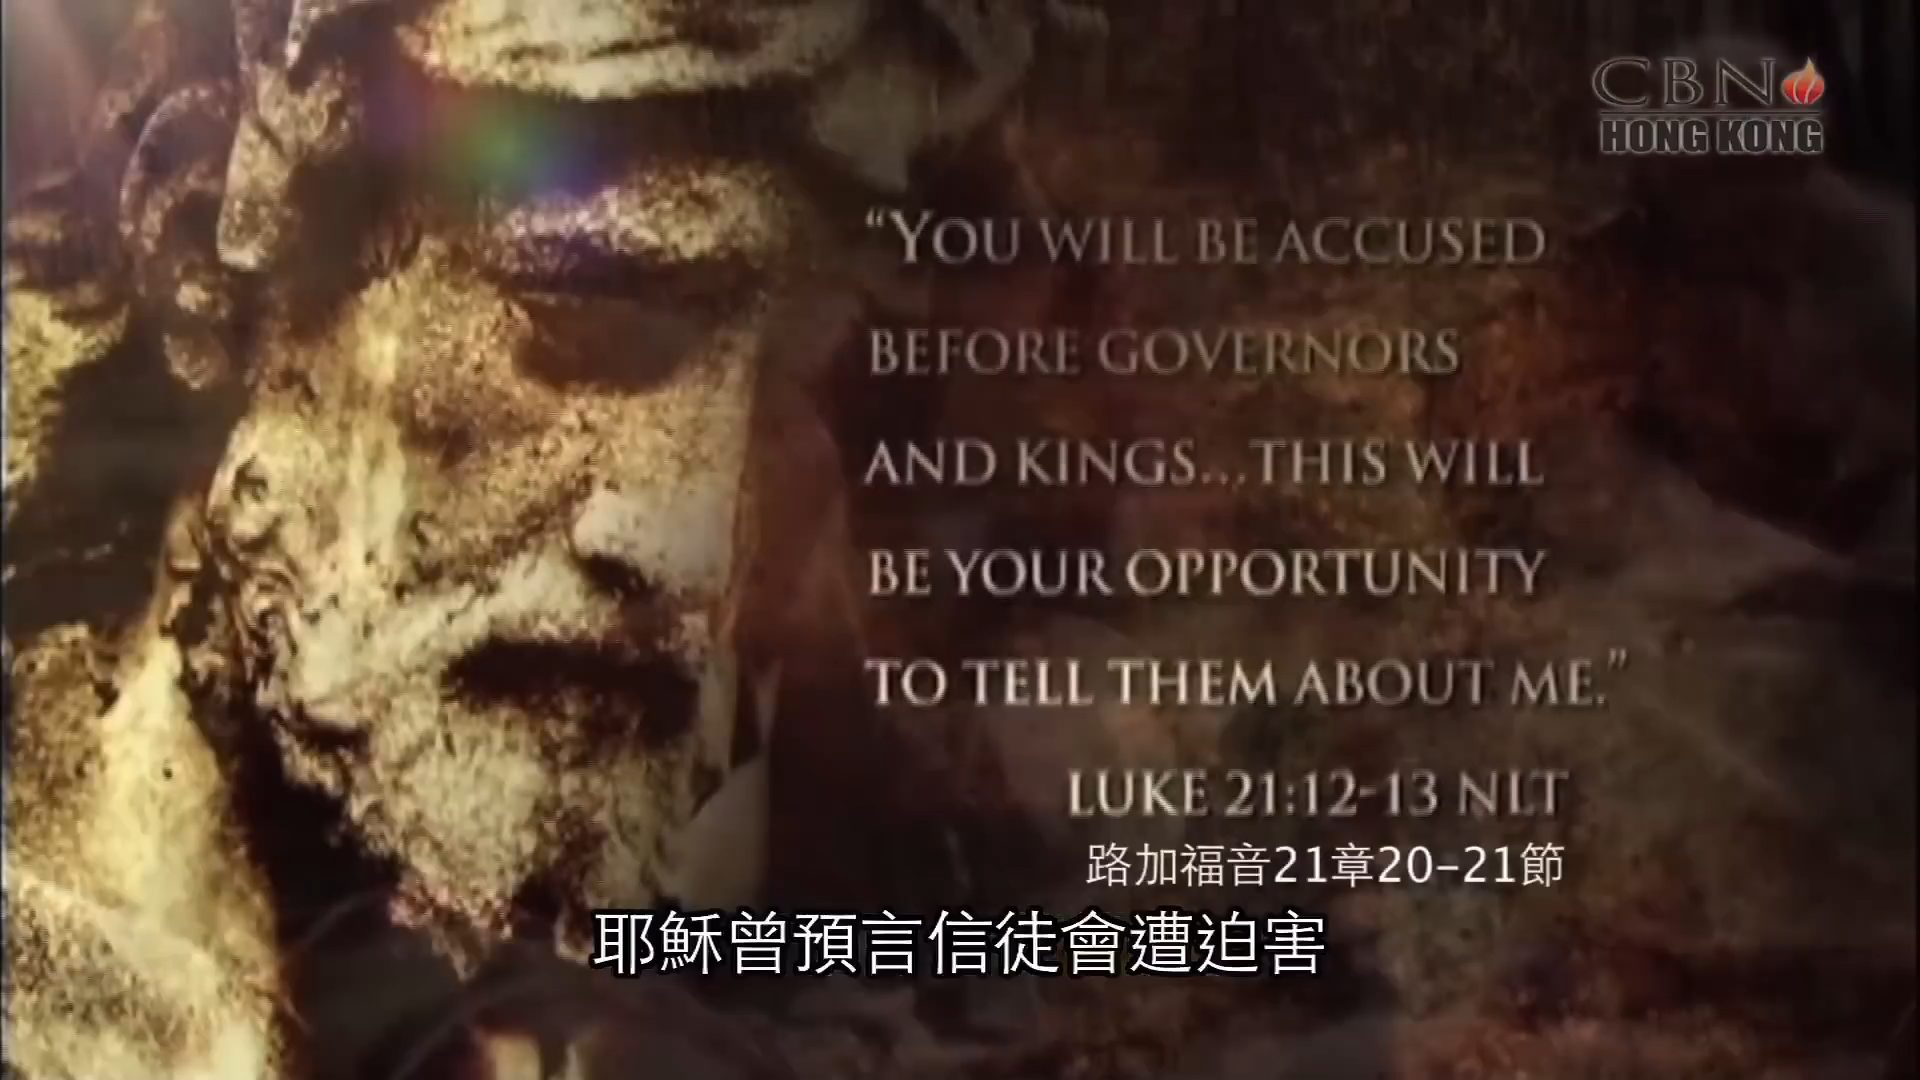 CBN
HONG KONG
“YOU WILL BE ACCUSED
BEFORE GOVERNORS
AND KINGS...THIS WILL
BE YOUR OPPORTUNITY
TO TELL THEM ABOUT ME.”
LUKE 21:12-13 NLT
路加福音21章20-21節
耶穌曾預言信徒會遭迫害